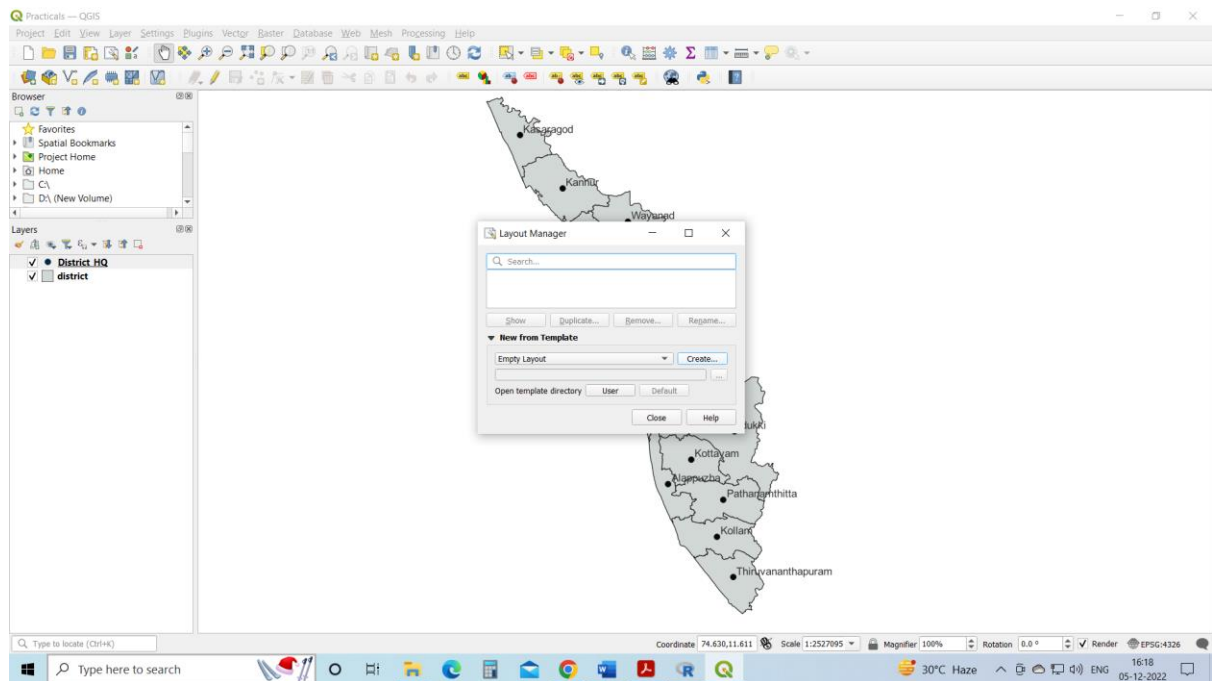 Practicals — QGIS
Project Edit View Layer Settings Plugins Vector Raster Database Web Mesh Processing Help
Browser
Favorites
Spatial Bookmarks
Project Home
Home
C:\
D:\ (New Volume)
Layers
District HQ
district
Kasaragod
Kannur
Wayanad
Layout Manager
Search...
Show Duplicate... Remove... Rename...
New from Template
Empty Layout Create...
...
Open template directory User Default
Close Help
Kottayam
Alappuzha
Pathanamthitta
Kollam
Thiruvananthapuram
Type to locate (Ctrl+K) Coordinate 74.630,11.611 Scale 1:2527095 Magnifier 100% Rotation 0.0 ° Render EPSG:4326
Type here to search 30°C Haze ENG 16:18
05-12-2022